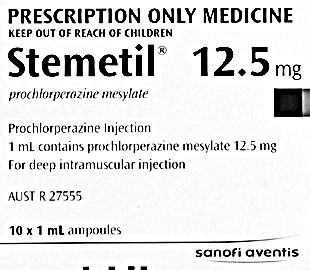 PRESCRIPTION ONLY MEDICINE
KEEP OUT OF REACH OF CHILDREN
Stemetil® 12.5 mg
prochlorperazine mesylate
Prochlorperazine Injection
1 mL contains prochlorperazine mesylate 12.5 mg
For deep intramuscular injection
AUST R 27555
10 x 1 mL ampoules
sanofi aventis